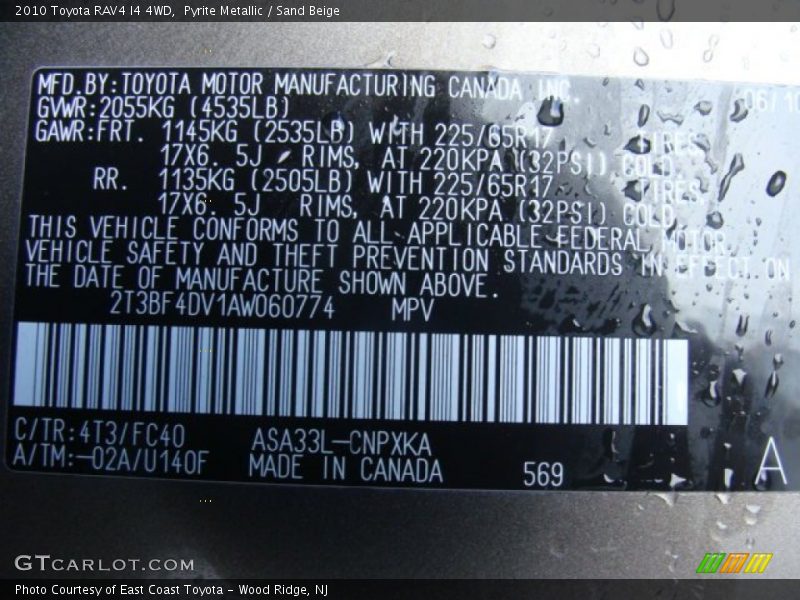 2010 Toyota RAV4 I4 4WD, Pyrite Metallic / Sand Beige
MFD.BY:TOYOTA MOTOR MANUFACTURING CANADA INC. 06/10
GVWR:2055KG (4535LB)
GAWR:FRT. 1145KG (2535LB) WITH 225/65R17 TIRES
17X6. 5J RIMS, AT 220KPA (32PSI) COLD
RR. 1135KG (2505LB) WITH 225/65R17 TIRES
17X6. 5J RIMS, AT 220KPA (32PSI) COLD
THIS VEHICLE CONFORMS TO ALL APPLICABLE FEDERAL MOTOR
VEHICLE SAFETY AND THEFT PREVENTION STANDARDS IN EFFECT ON
THE DATE OF MANUFACTURE SHOWN ABOVE.
2T3BF4DV1AW060774 MPV
C/TR:4T3/FC40 ASA33L-CNPXKA
A/TM:-02A/U140F MADE IN CANADA 569 A
GTCARLOT.COM
Photo Courtesy of East Coast Toyota - Wood Ridge, NJ